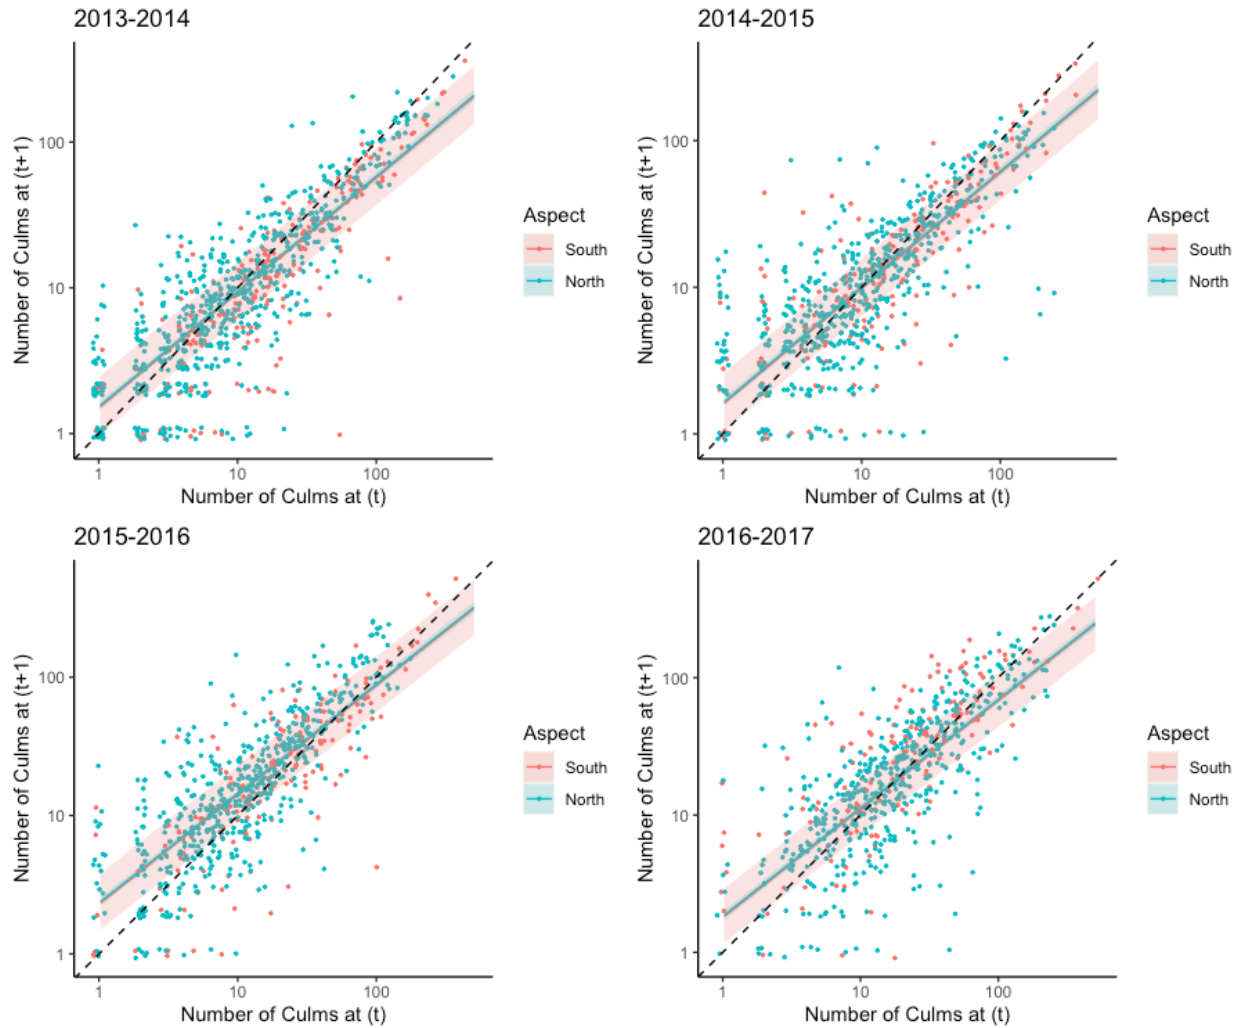 2013-2014
Number of Culms at (t+1)
100
10
1
1 10 100
Number of Culms at (t)
Aspect
South
North
2014-2015
Number of Culms at (t+1)
100
10
1
1 10 100
Number of Culms at (t)
Aspect
South
North
2015-2016
Number of Culms at (t+1)
100
10
1
1 10 100
Number of Culms at (t)
Aspect
South
North
2016-2017
Number of Culms at (t+1)
100
10
1
1 10 100
Number of Culms at (t)
Aspect
South
North